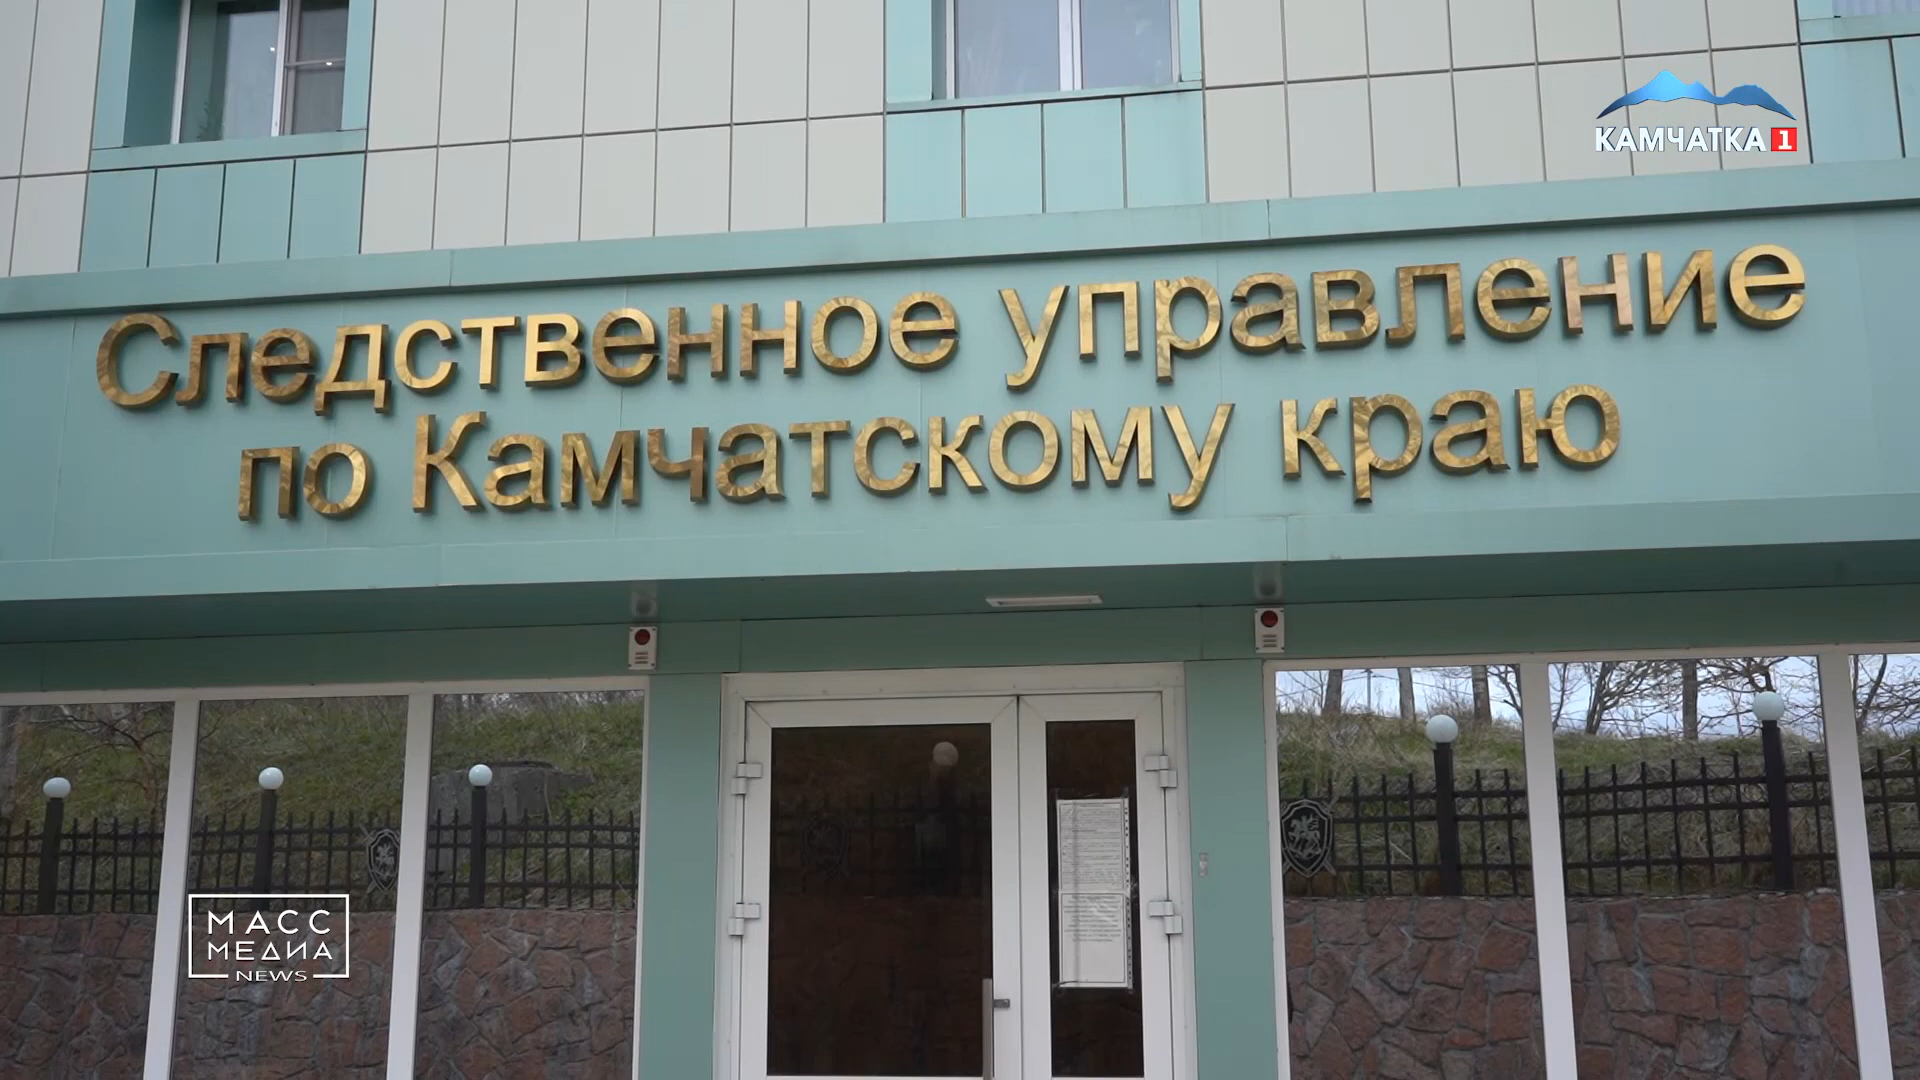 КАМЧАТКА 1
Следственное управление
по Камчатскому краю
МАСС
МЕДИА
NEWS